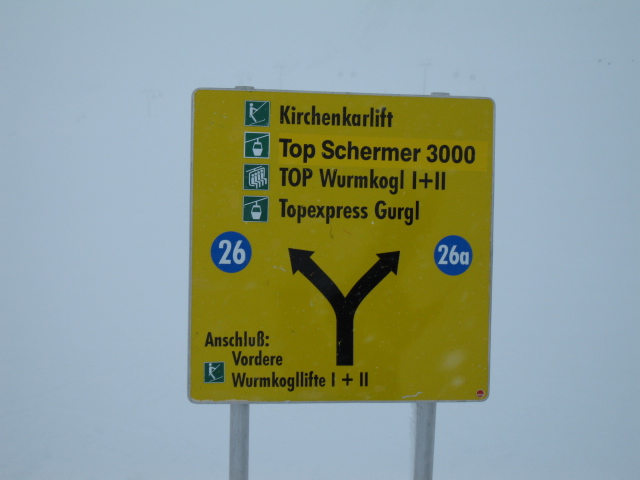 Kirchenkarlift
Top Schermer 3000
TOP Wurmkogl I+II
Topexpress Gurgl
26
26a
Anschluß:
Vordere
Wurmkogllifte I + II